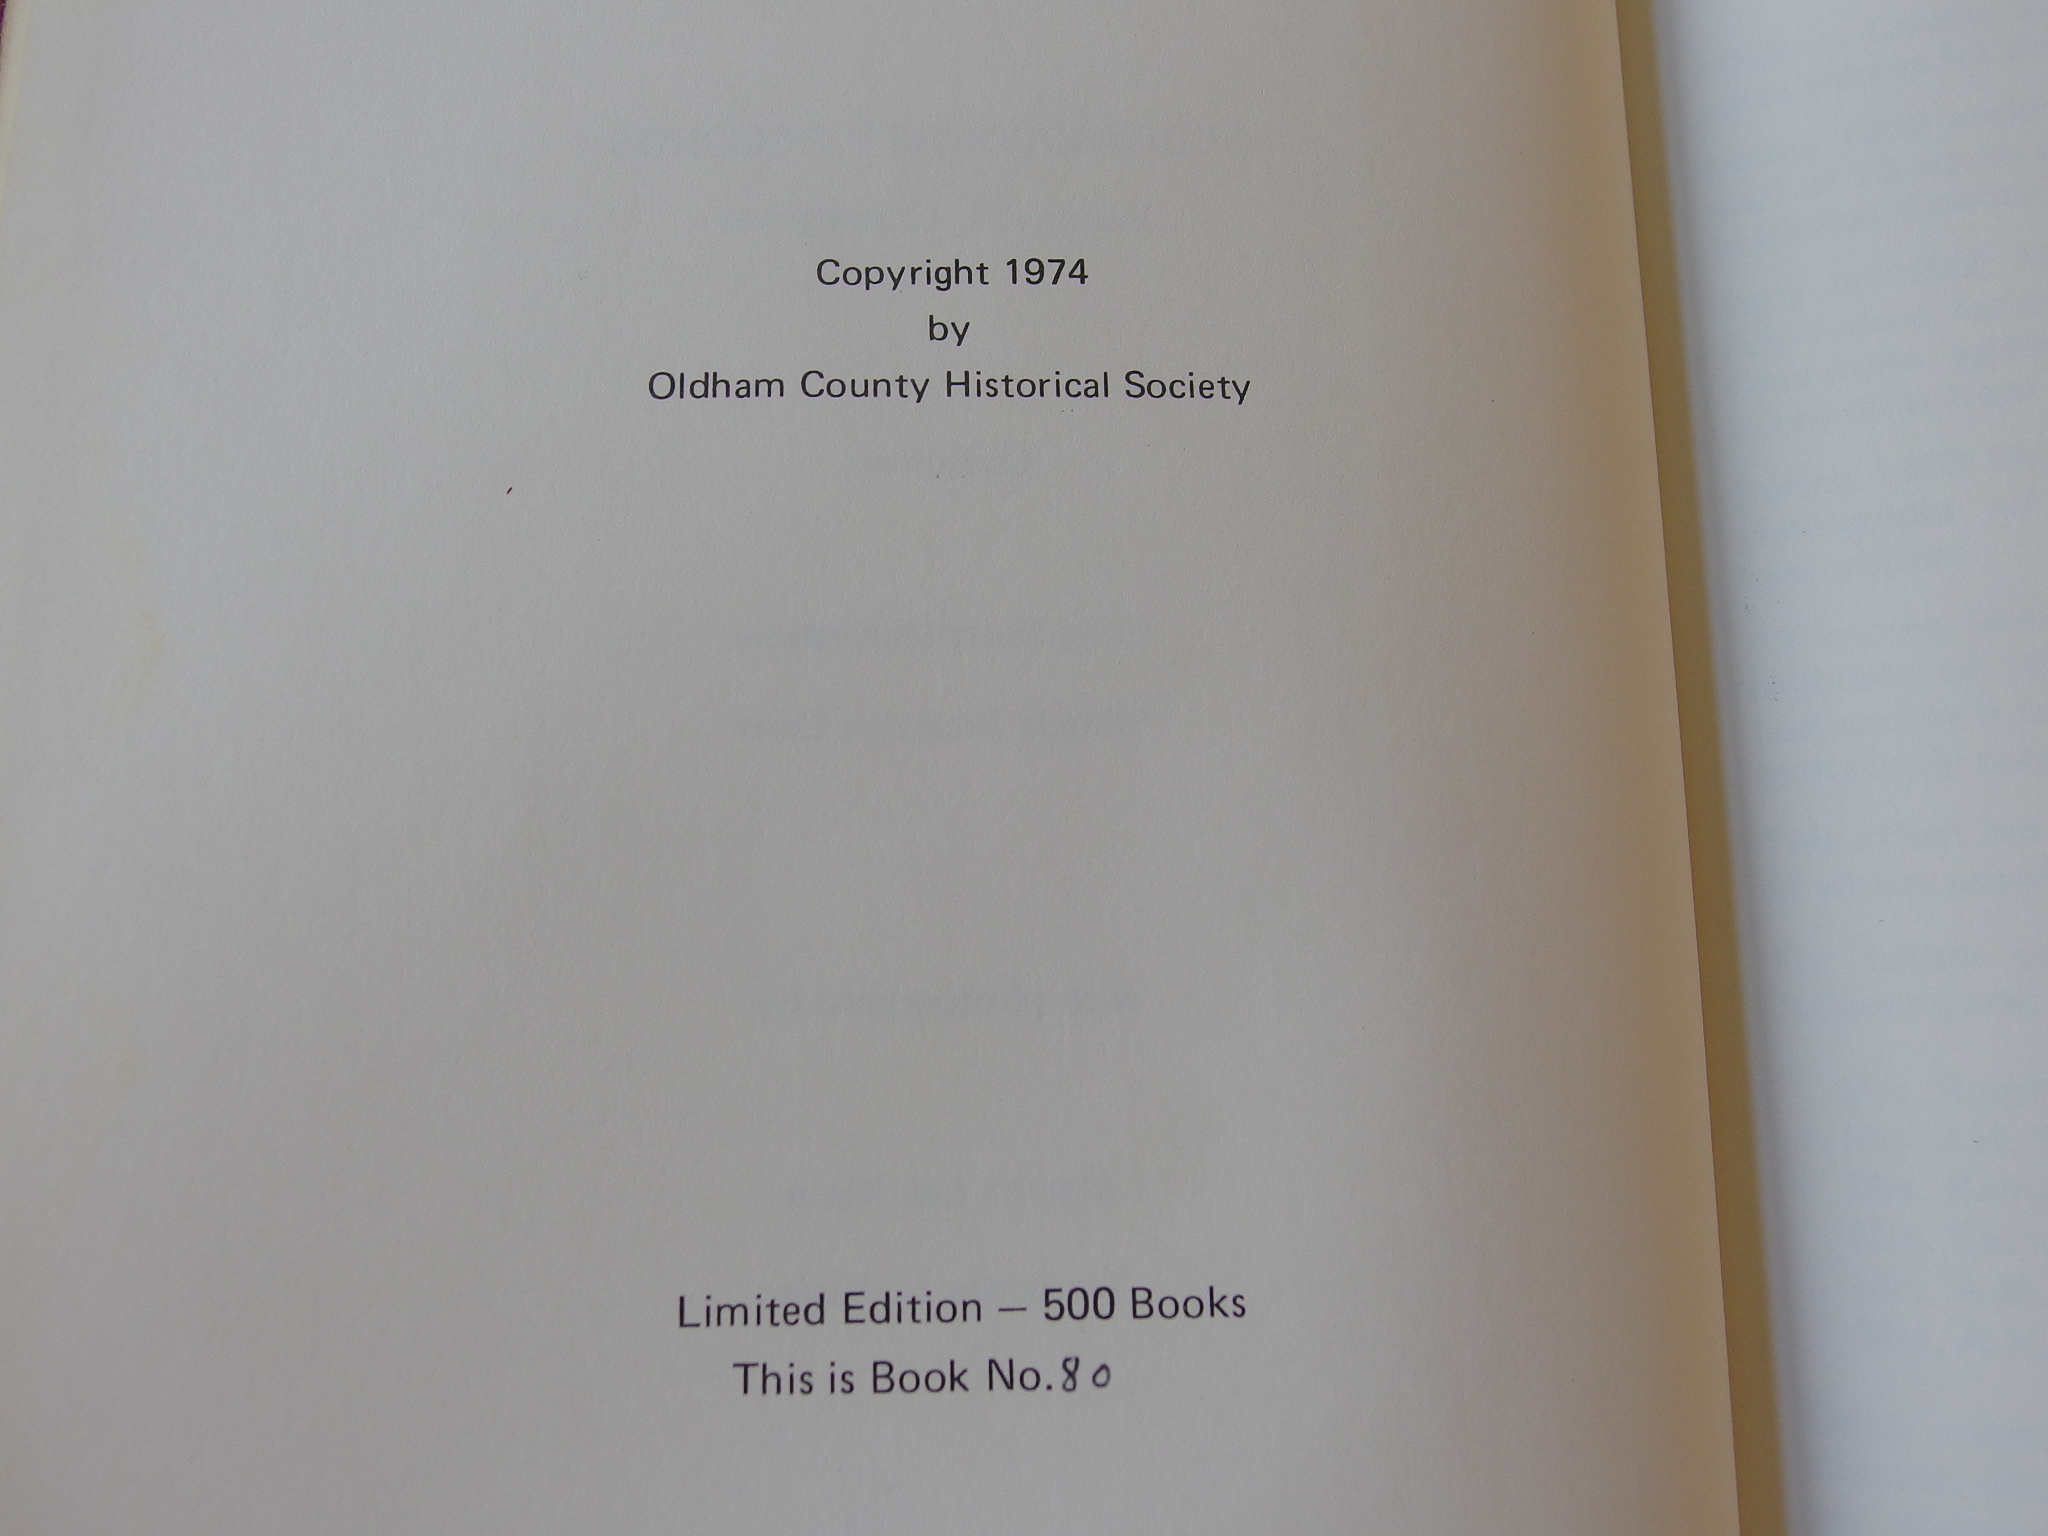 Copyright 1974
by
Oldham County Historical Society
Limited Edition — 500 Books
This is Book No. 80